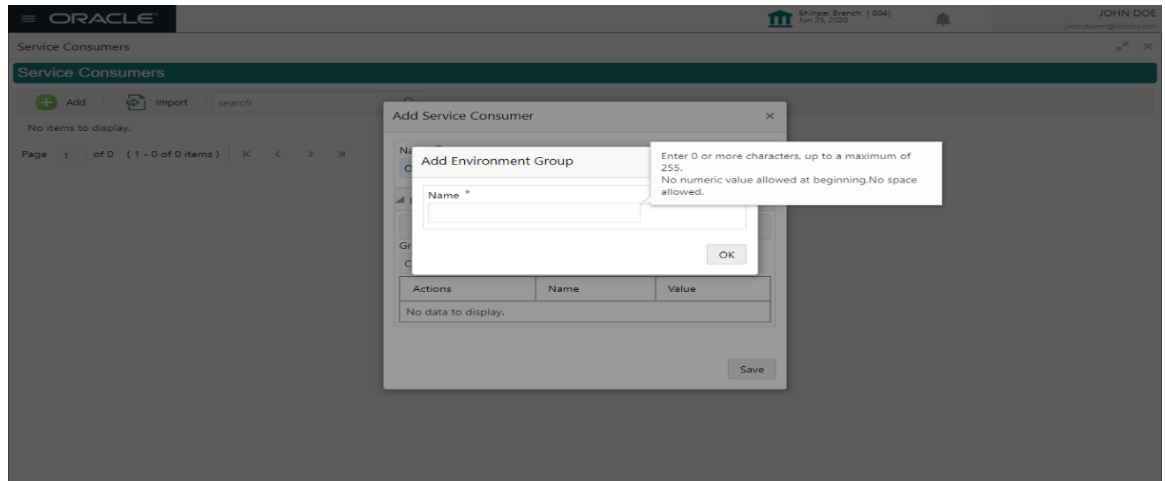 ORACLE
Shihpai Branch ( 004)
Jun 25, 2020
JOHN DOE
Service Consumers
Service Consumers
Add
Import
search
No items to display.
Page 1 of 0 ( 1 - 0 of 0 items )
Add Service Consumer
Add Environment Group
Name *
Enter 0 or more characters, up to a maximum of
255.
No numeric value allowed at beginning.No space
allowed.
OK
Actions Name Value
No data to display.
Save